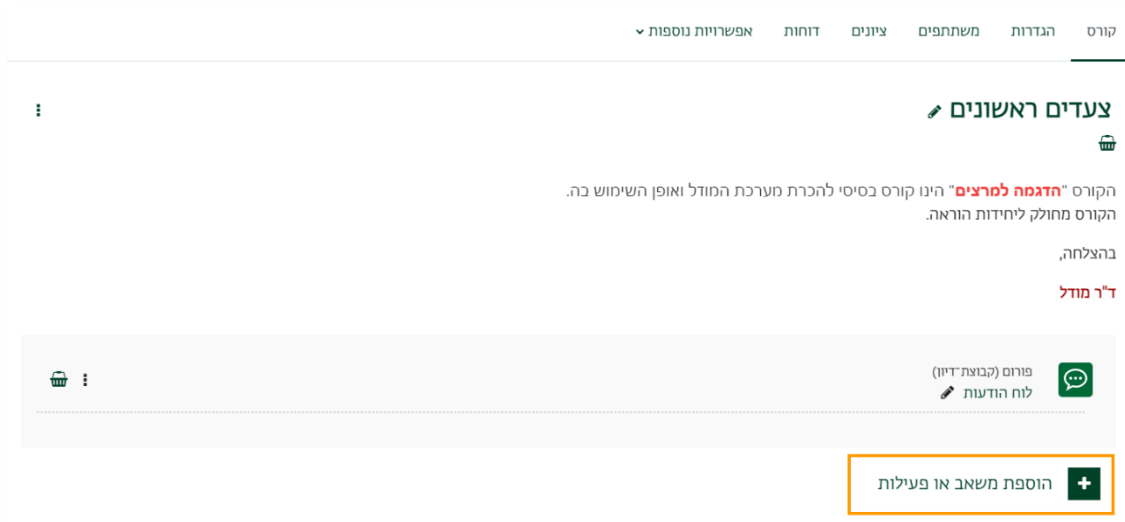 קורס הגדרות משתתפים ציונים דוחות אפשרויות נוספות
צעדים ראשונים
הקורס "הדגמה למרצים" הינו קורס בסיסי להכרת מערכת המודל ואופן השימוש בה.
הקורס מחולק ליחידות הוראה.
בהצלחה,
ד"ר מודל
פורום (קבוצת־דיון)
לוח הודעות
הוספת משאב או פעילות